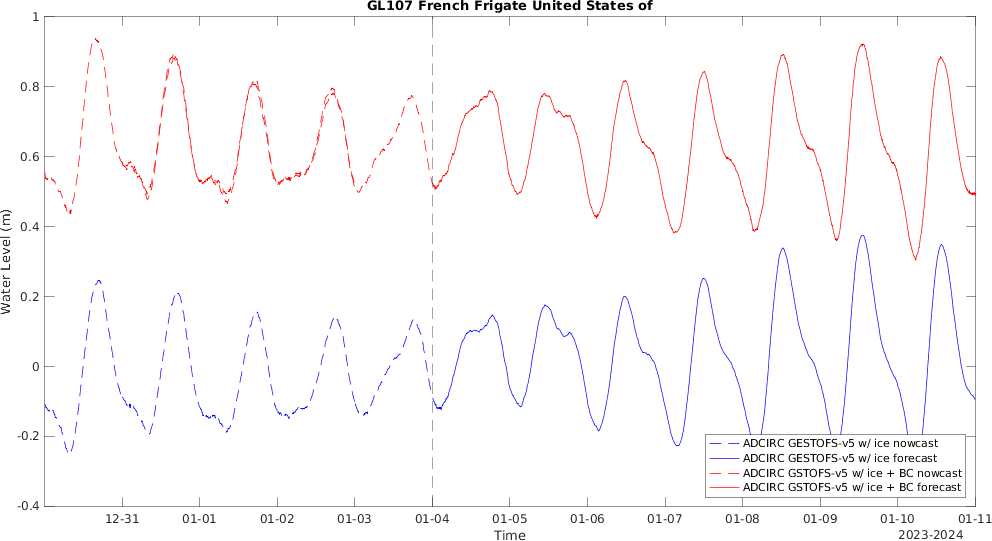 GL107 French Frigate United States of
1
0.8
0.6
0.4
0.2
0
-0.2
-0.4
Water Level (m)
ADCIRC GESTOFS-v5 w/ ice nowcast
ADCIRC GESTOFS-v5 w/ ice forecast
ADCIRC GSTOFS-v5 w/ ice + BC nowcast
ADCIRC GSTOFS-v5 w/ ice + BC forecast
12-31 01-01 01-02 01-03 01-04 01-05 01-06 01-07 01-08 01-09 01-10 01-11
Time
2023-2024